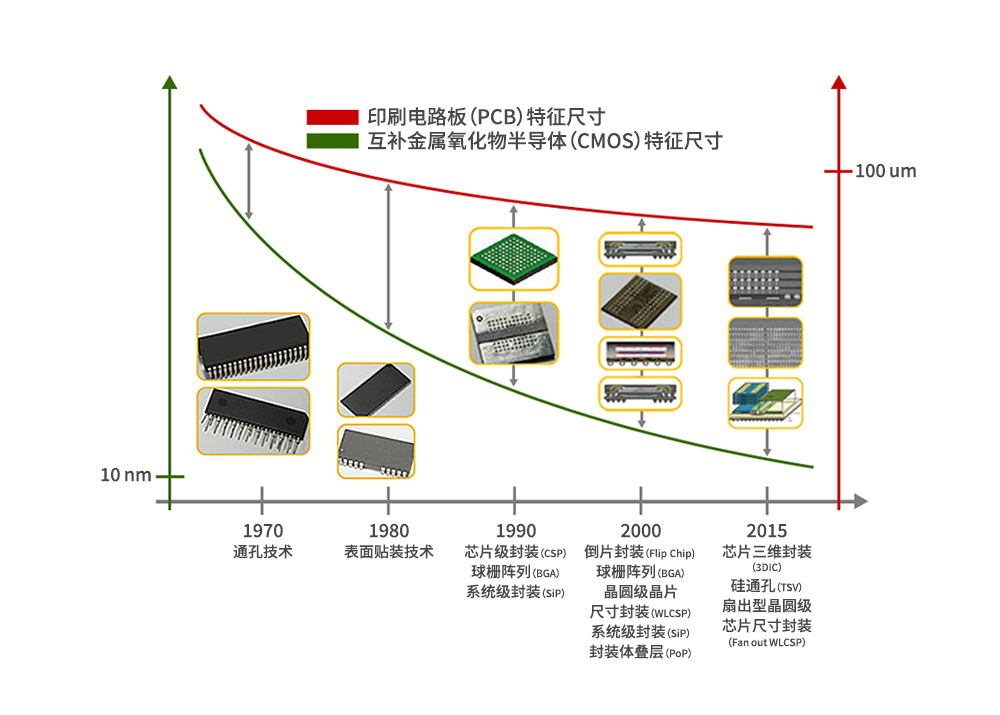 印刷电路板（PCB）特征尺寸
互补金属氧化物半导体（CMOS）特征尺寸
100 um
10 nm
1970
通孔技术
1980
表面贴装技术
1990
芯片级封装（CSP）
球栅阵列（BGA）
系统级封装（SiP）
2000
倒片封装（Flip Chip）
球栅阵列（BGA）
晶圆级晶片
尺寸封装（WLCSP）
系统级封装（SiP）
封装体叠层（PoP）
2015
芯片三维封装
（3DIC）
硅通孔（TSV）
扇出型晶圆级
芯片尺寸封装
（Fan out WLCSP）